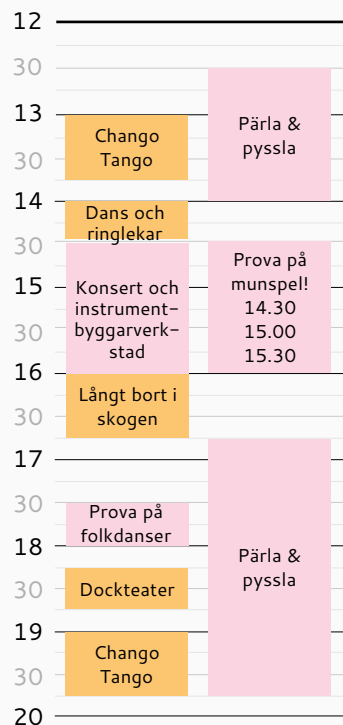 12
30
13
Chango
Tango
Pärla &
pyssla
30
14
Dans och
ringlekar
30
Prova på
munspel!
14.30
15.00
15.30
15
Konsert och
instrument-
byggarverk-
stad
30
16
Långt bort i
skogen
30
17
30
Prova på
folkdanser
18
Pärla &
pyssla
30
Dockteater
19
Chango
Tango
30
20